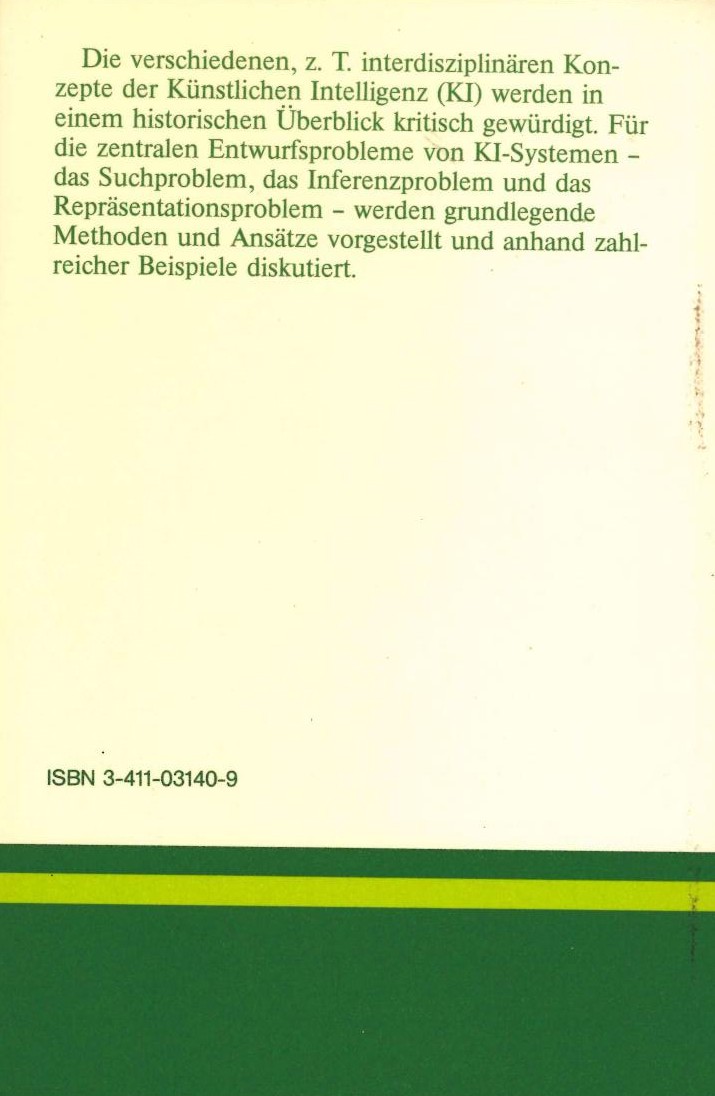 Die verschiedenen, z. T. interdisziplinären Kon-
zepte der Künstlichen Intelligenz (KI) werden in
einem historischen Überblick kritisch gewürdigt. Für
die zentralen Entwurfsprobleme von KI-Systemen –
das Suchproblem, das Inferenzproblem und das
Repräsentationsproblem – werden grundlegende
Methoden und Ansätze vorgestellt und anhand zahl-
reicher Beispiele diskutiert.
ISBN 3-411-03140-9